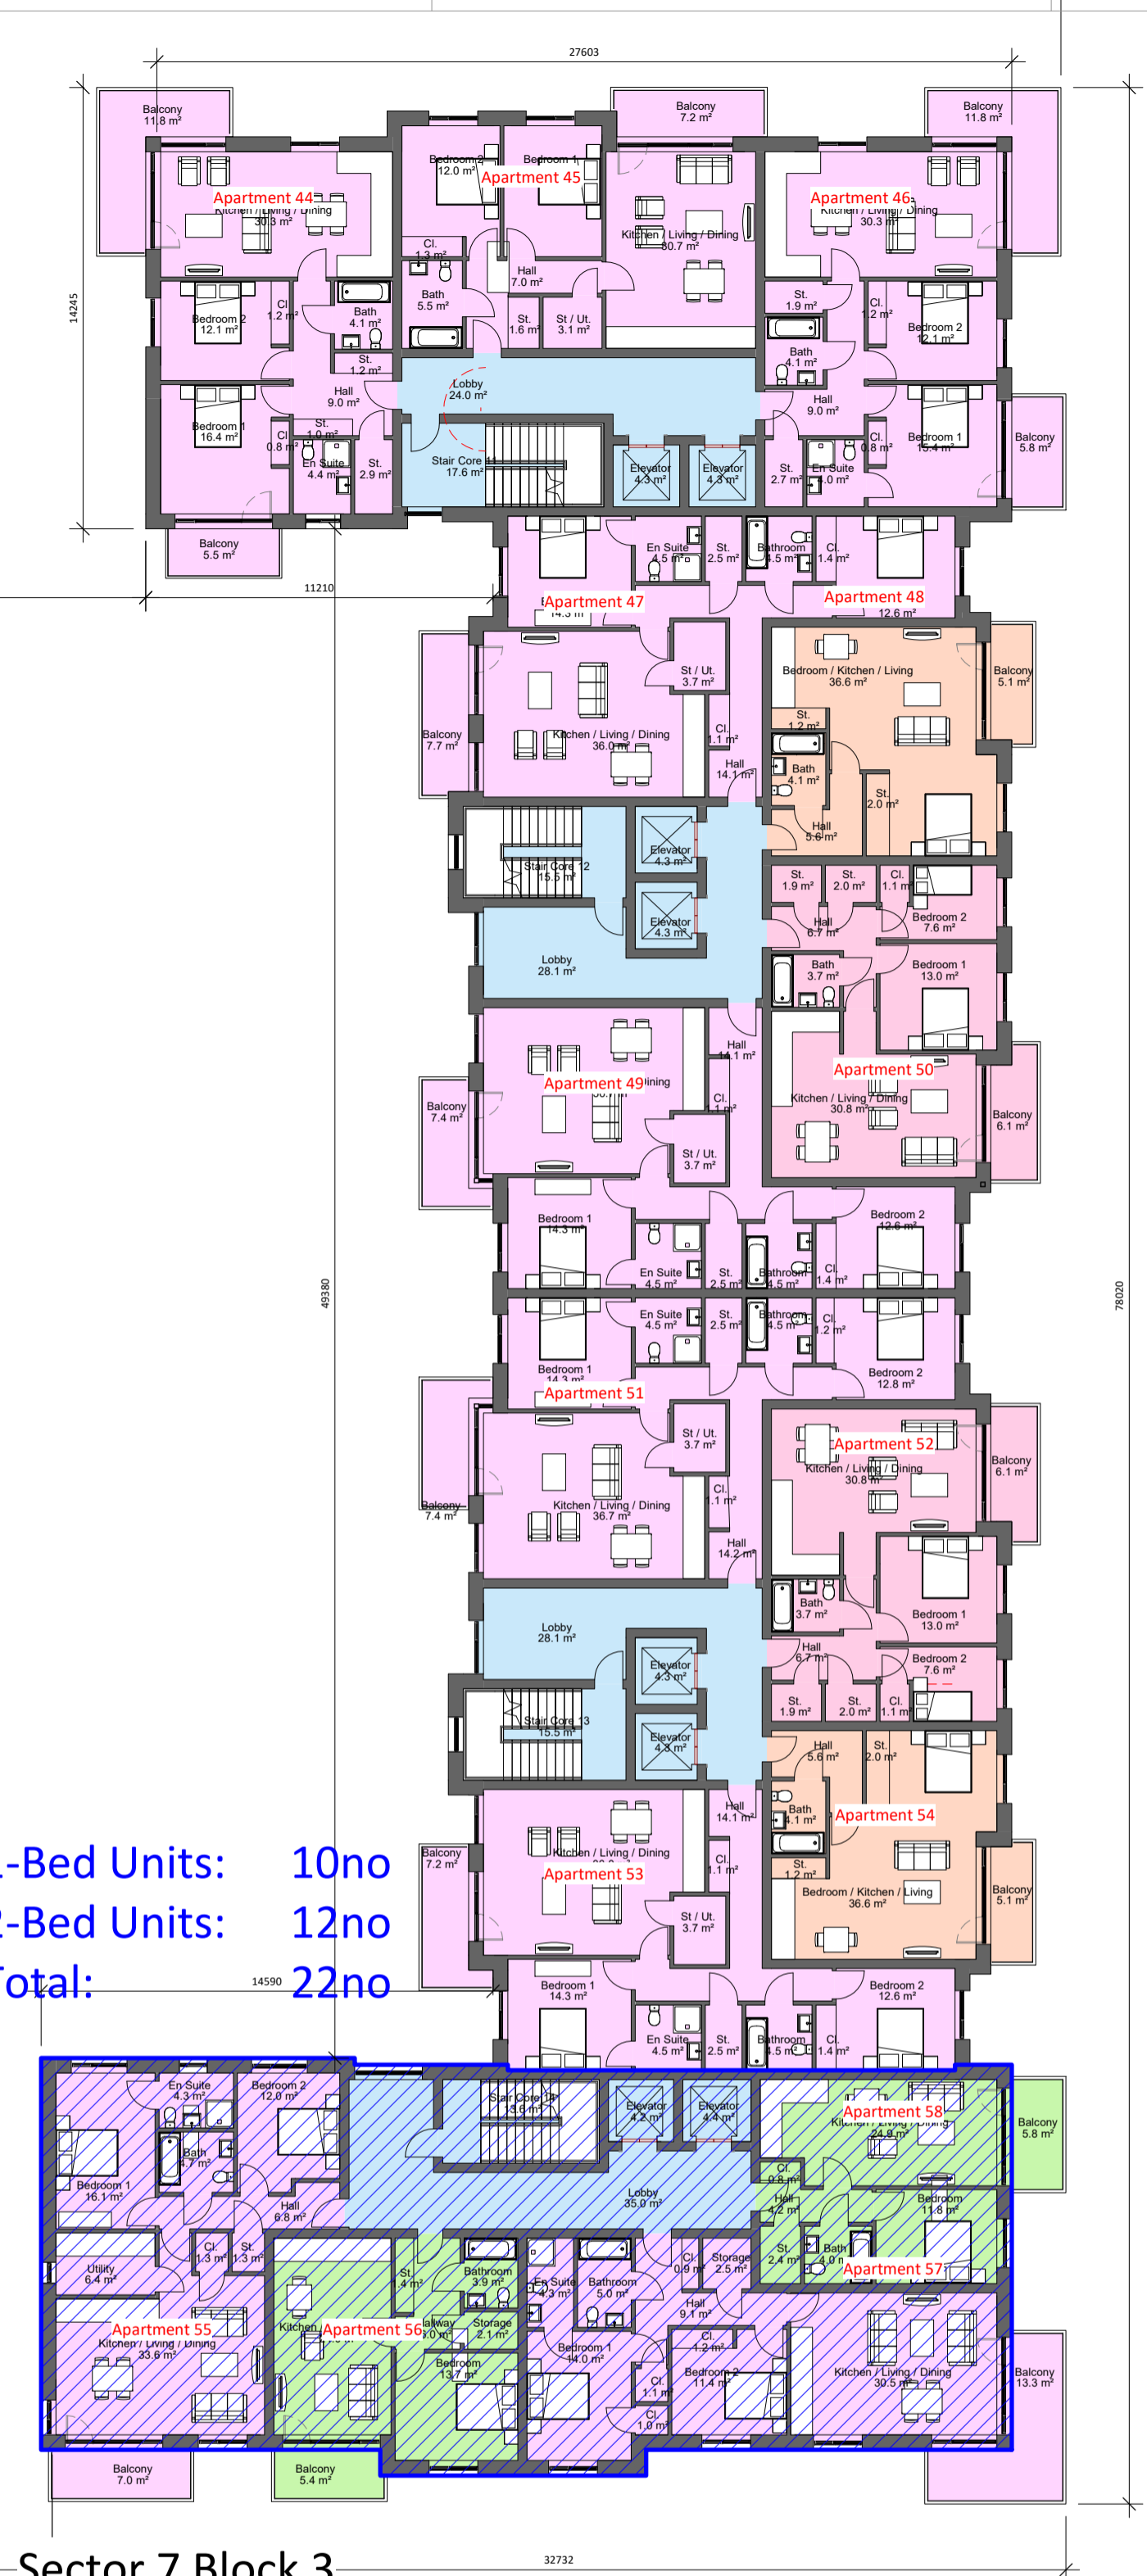 27603
Balcony
11.8 m²
Balcony
7.2 m²
Balcony
11.8 m²
14245
Apartment 44
Kitchen / Living / Dining
30.3 m²
Bedroom 2
12.0 m²
Bedroom 1
Apartment 45
Kitchen / Living / Dining
30.7 m²
Apartment 46
Kitchen / Living / Dining
30.3 m²
Cl.
1.3 m²
Hall
7.0 m²
Bath
5.5 m²
St.
1.6 m²
St / Ut.
3.1 m²
Bedroom 2
12.1 m²
Cl.
1.2 m²
Bath
4.1 m²
St.
1.2 m²
Hall
9.0 m²
Bedroom 1
16.4 m²
St.
1.0 m²
Cl.
0.8 m²
En Suite
4.4 m²
St.
2.9 m²
Balcony
5.5 m²
Lobby
24.0 m²
Stair Core 11
17.6 m²
Elevator
4.3 m²
Elevator
4.3 m²
St.
1.9 m²
Cl.
1.2 m²
Bedroom 2
12.1 m²
Bath
4.1 m²
Hall
9.0 m²
Cl.
0.8 m²
Bedroom 1
15.4 m²
Balcony
5.8 m²
St.
2.7 m²
En Suite
4.0 m²
11210
En Suite
4.5 m²
St.
2.5 m²
Bathroom
4.5 m²
Cl.
1.4 m²
Apartment 47
14.3 m²
Apartment 48
12.6 m²
Balcony
7.7 m²
Kitchen / Living / Dining
36.0 m²
St / Ut.
3.7 m²
Cl.
1.1 m²
Hall
14.1 m²
Bedroom / Kitchen / Living
36.6 m²
Balcony
5.1 m²
St.
1.2 m²
Bath
4.1 m²
St.
2.0 m²
Hall
5.6 m²
Stair Core 12
15.5 m²
Elevator
4.3 m²
Elevator
4.3 m²
Lobby
28.1 m²
St.
1.9 m²
St.
2.0 m²
Cl.
1.1 m²
Bedroom 2
7.6 m²
Hall
6.7 m²
Bath
3.7 m²
Bedroom 1
13.0 m²
Hall
14.1 m²
Apartment 49
Dining
Balcony
7.4 m²
Cl.
1.1 m²
St / Ut.
3.7 m²
Apartment 50
Kitchen / Living / Dining
30.8 m²
Balcony
6.1 m²
Bedroom 1
14.3 m²
En Suite
4.5 m²
St.
2.5 m²
Bathroom
4.5 m²
Cl.
1.4 m²
Bedroom 2
12.6 m²
49380
78020
En Suite
4.5 m²
St.
2.5 m²
Bathroom
4.5 m²
Cl.
1.2 m²
Bedroom 1
14.3 m²
Bedroom 2
12.8 m²
Apartment 51
St / Ut.
3.7 m²
Balcony
7.4 m²
Kitchen / Living / Dining
36.7 m²
Cl.
1.1 m²
Hall
14.2 m²
Apartment 52
Kitchen / Living / Dining
30.8 m²
Balcony
6.1 m²
Bath
3.7 m²
Bedroom 1
13.0 m²
Hall
6.7 m²
Bedroom 2
7.6 m²
St.
1.9 m²
St.
2.0 m²
Cl.
1.1 m²
Lobby
28.1 m²
Elevator
4.3 m²
Stair Core 13
15.5 m²
Elevator
4.3 m²
Hall
5.6 m²
St.
2.0 m²
Bath
4.1 m²
Apartment 54
St.
1.2 m²
Bedroom / Kitchen / Living
36.6 m²
Balcony
5.1 m²
Hall
14.1 m²
Kitchen / Living / Dining
Apartment 53
Cl.
1.1 m²
Balcony
7.2 m²
St / Ut.
3.7 m²
Bedroom 1
14.3 m²
En Suite
4.5 m²
St.
2.5 m²
Bathroom
4.5 m²
Cl.
1.4 m²
Bedroom 2
12.6 m²
-Bed Units: 10no
2-Bed Units: 12no
Total: 22no
14590
En Suite
4.3 m²
Bedroom 2
12.0 m²
Bath
4.7 m²
Bedroom 1
16.1 m²
Hall
6.8 m²
Utility
6.4 m²
Cl.
1.3 m²
St.
1.3 m²
Apartment 55
Kitchen / Living / Dining
33.6 m²
Balcony
7.0 m²
Stair Core 14
13.6 m²
Elevator
4.2 m²
Elevator
4.4 m²
Lobby
35.0 m²
Apartment 58
Kitchen / Living / Dining
24.9 m²
Balcony
5.8 m²
Cl.
0.8 m²
Hall
4.2 m²
Bedroom
11.8 m²
St.
2.4 m²
Bath
4.0 m²
St.
1.4 m²
Bathroom
3.9 m²
Storage
2.1 m²
Kitchen
Apartment 56
Bedroom
13.7 m²
Balcony
5.4 m²
En Suite
4.3 m²
Bathroom
5.0 m²
Cl.
0.9 m²
Storage
2.5 m²
Hall
9.1 m²
Bedroom 1
14.0 m²
Cl.
1.2 m²
Bedroom 2
11.4 m²
Cl.
1.1 m²
Cl.
1.0 m²
Apartment 57
Kitchen / Living / Dining
30.5 m²
Balcony
13.3 m²
Sector 7 Block 3
32732